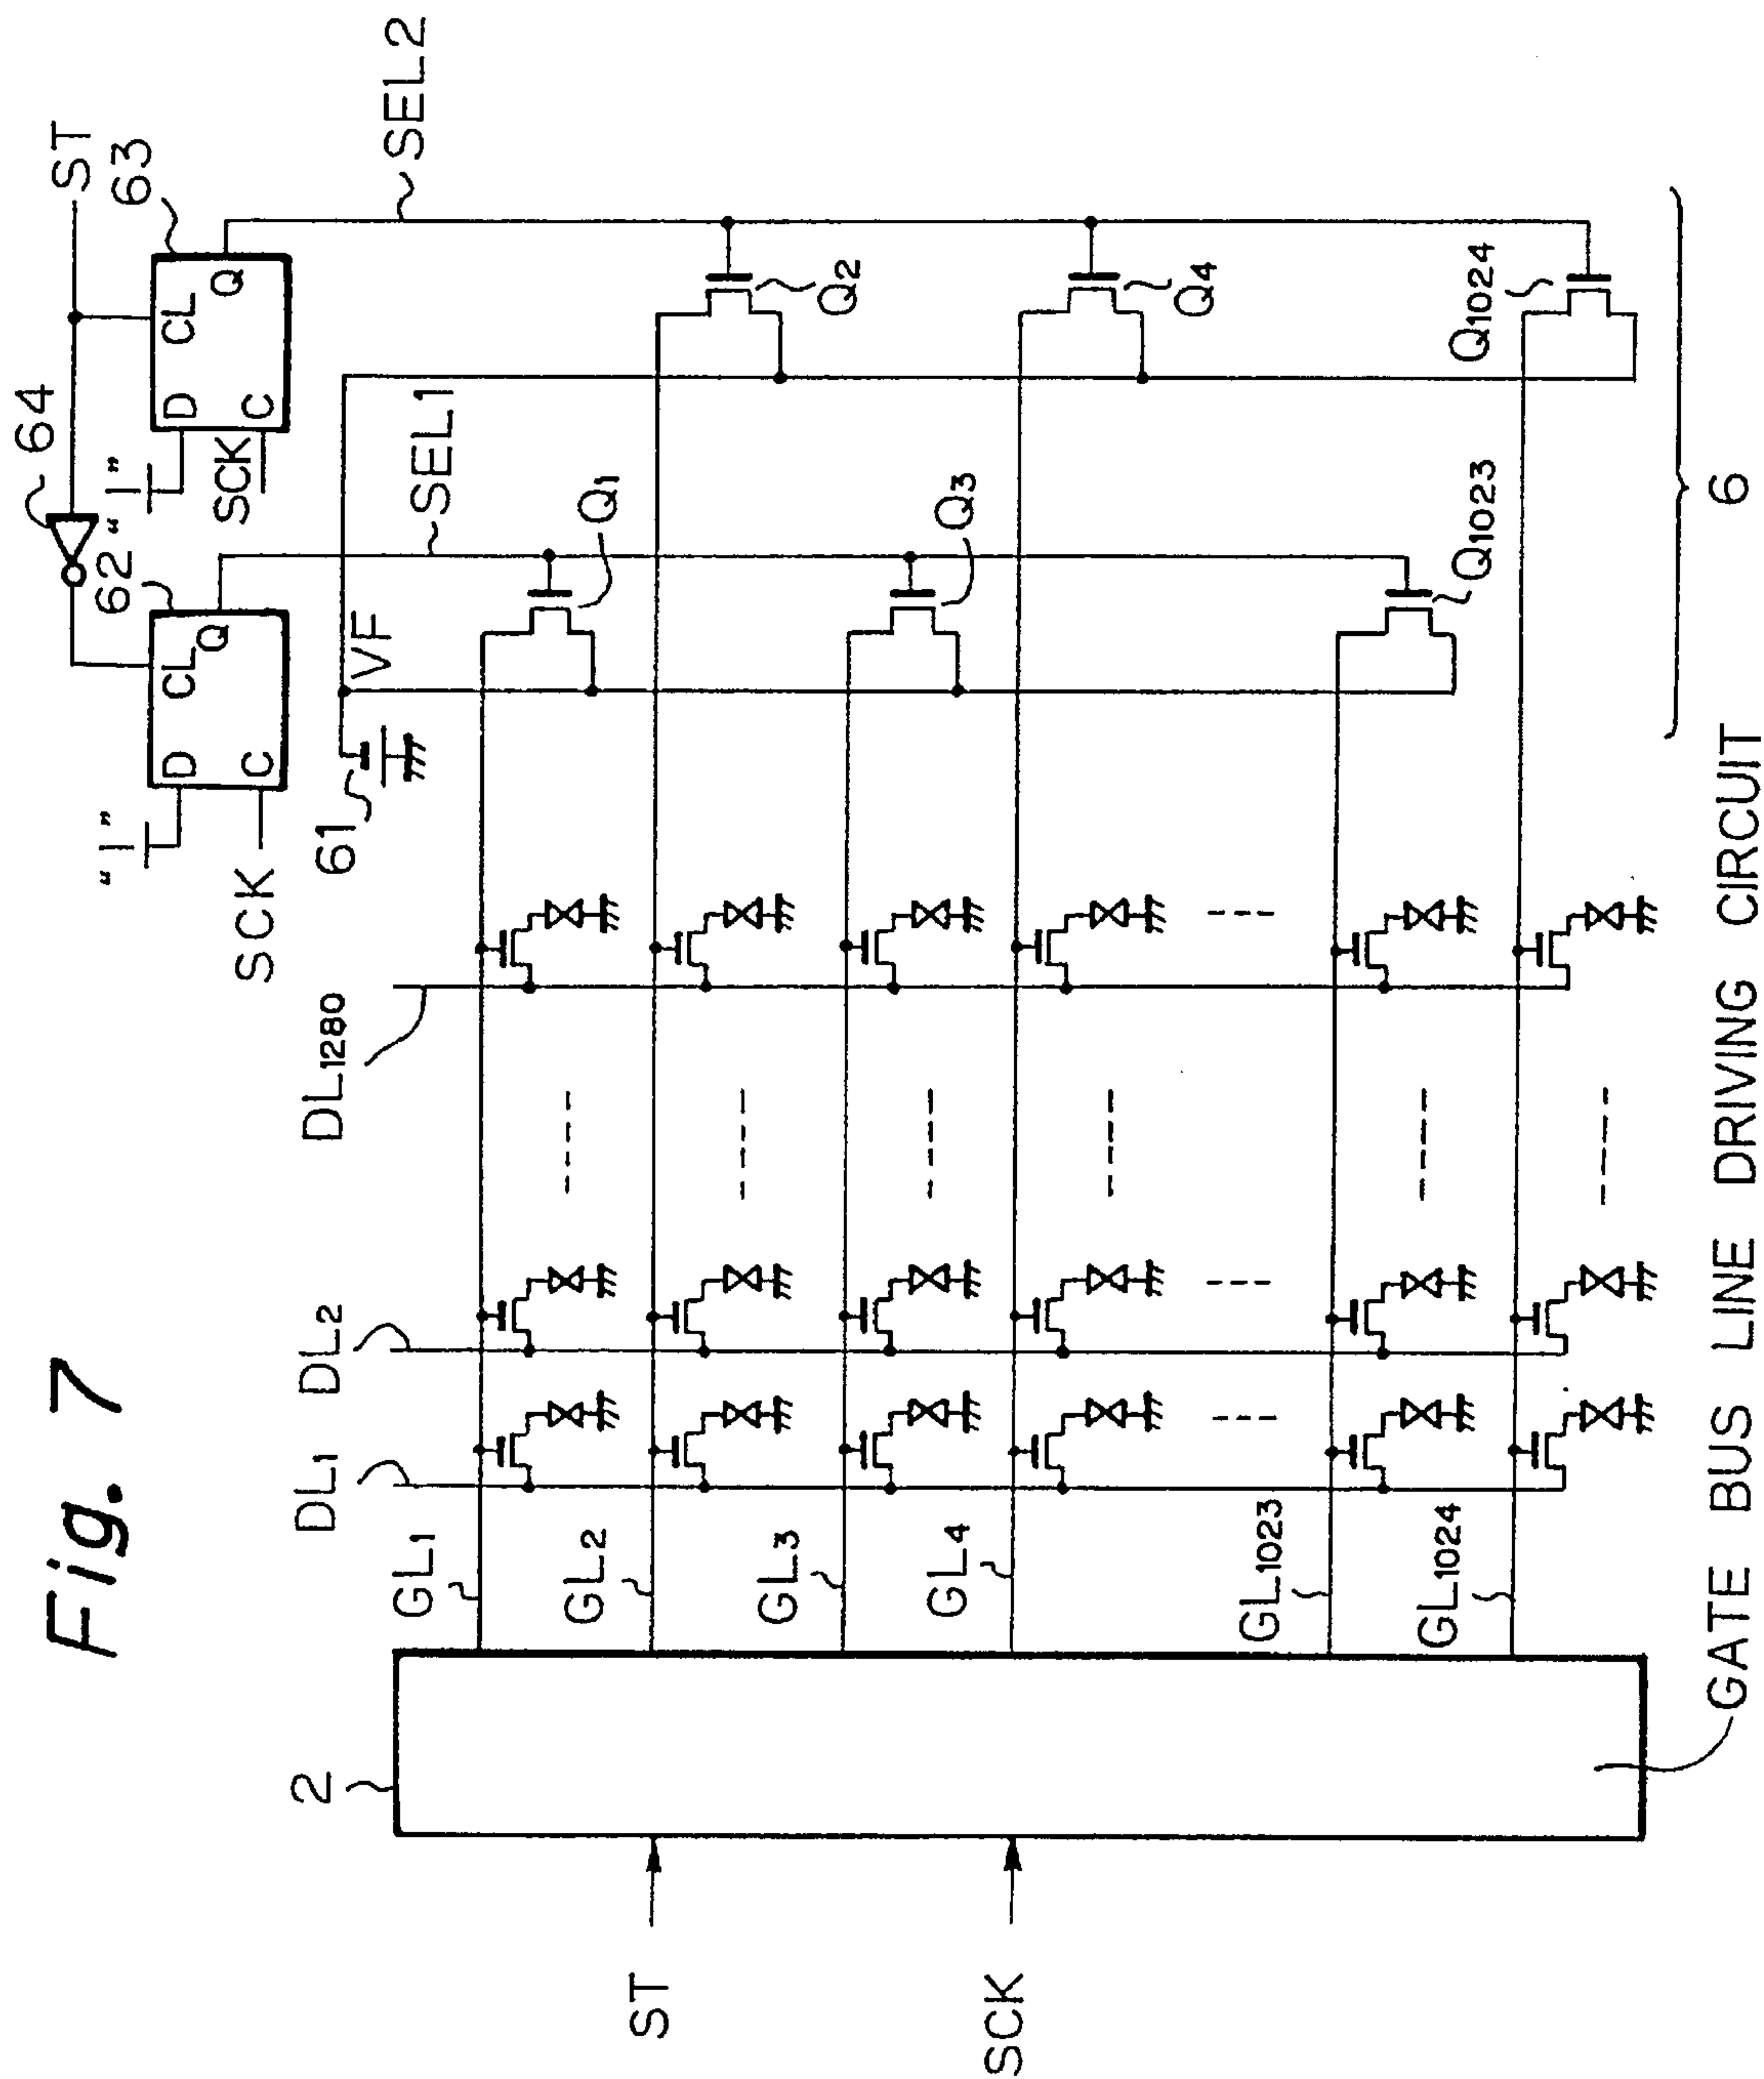 Fig. 7
ST
64
63
62
"1"
D
CL
Q
C
SCK
"1"
D
CL
Q
C
SCK
SEL2
SEL1
61
VF
DL1
DL2
DL1280
GL1
GL2
GL3
GL4
GL1023
GL1024
Q1
Q2
Q3
Q4
Q1023
Q1024
2
ST
SCK
6
GATE BUS LINE DRIVING CIRCUIT